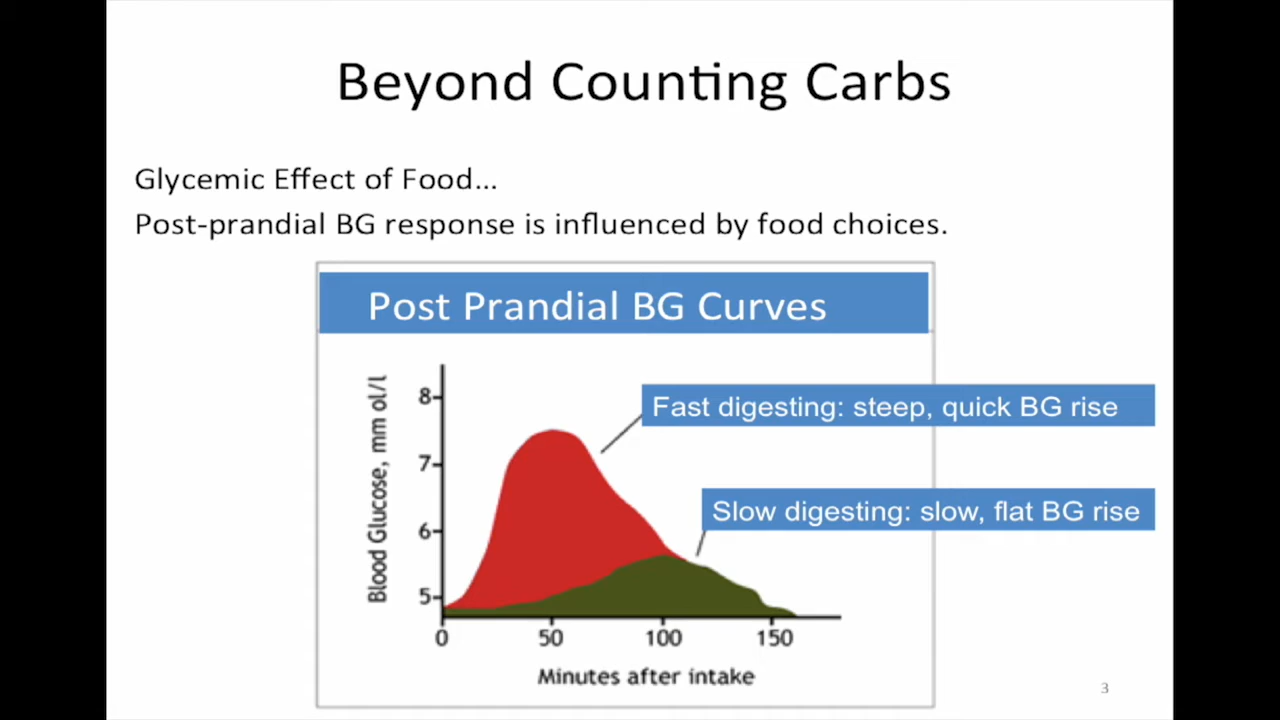 Beyond Counting Carbs
Glycemic Effect of Food...
Post-prandial BG response is influenced by food choices.
Post Prandial BG Curves
Blood Glucose, mm ol/l
8
7
6
5
Fast digesting: steep, quick BG rise
Slow digesting: slow, flat BG rise
0 50 100 150
Minutes after intake
3